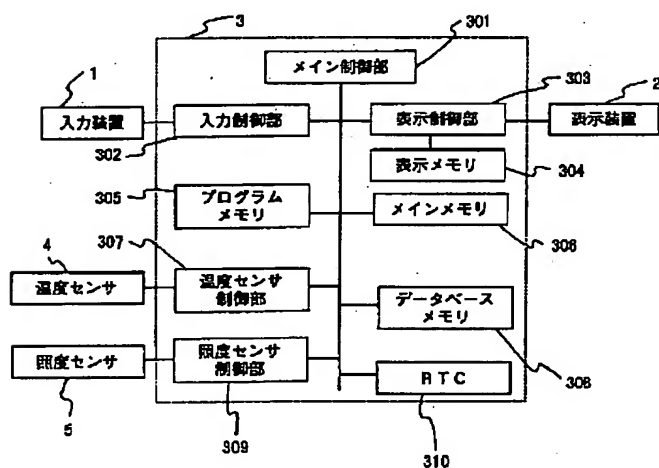 3
301
メイン制御部
1
303
2
入力装置
入力制御部
表示制御部
表示装置
302
表示メモリ
304
305
プログラム
メモリ
メインメモリ
306
307
4
温度センサ
温度センサ
制御部
データベース
メモリ
308
照度センサ
照度センサ
制御部
RTC
5
309
310